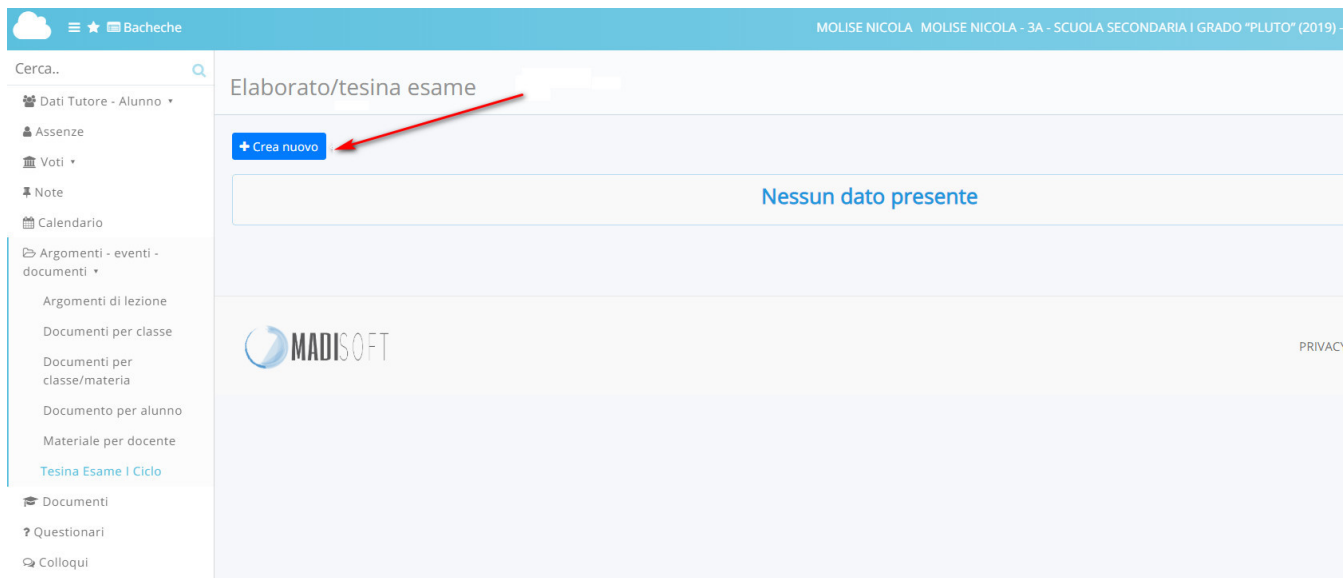 Bacheche
MOLISE NICOLA MOLISE NICOLA - 3A - SCUOLA SECONDARIA I GRADO "PLUTO" (2019) -
Cerca..
Dati Tutore - Alunno
Assenze
Voti
Note
Calendario
Argomenti - eventi -
documenti
Argomenti di lezione
Documenti per classe
Documenti per
classe/materia
Documento per alunno
Materiale per docente
Tesina Esame I Ciclo
Documenti
? Questionari
Colloqui
Elaborato/tesina esame
+ Crea nuovo
Nessun dato presente
MADISOFT
PRIVACY